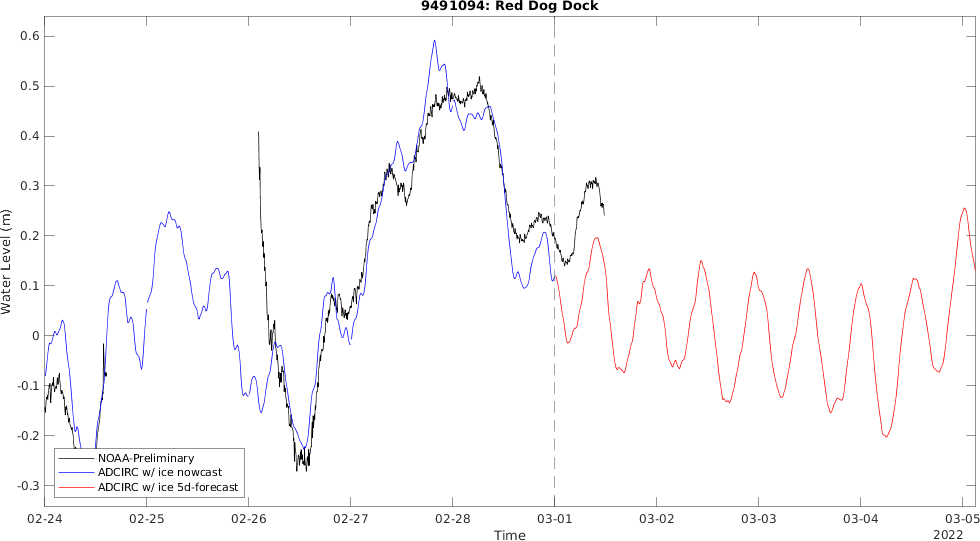 9491094: Red Dog Dock
Water Level (m)
0.6
0.5
0.4
0.3
0.2
0.1
0
-0.1
-0.2
-0.3
NOAA-Preliminary
ADCIRC w/ ice nowcast
ADCIRC w/ ice 5d-forecast
02-24 02-25 02-26 02-27 02-28 03-01 03-02 03-03 03-04 03-05
Time
2022